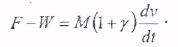 F − W = M(1 + γ) dv/dt .